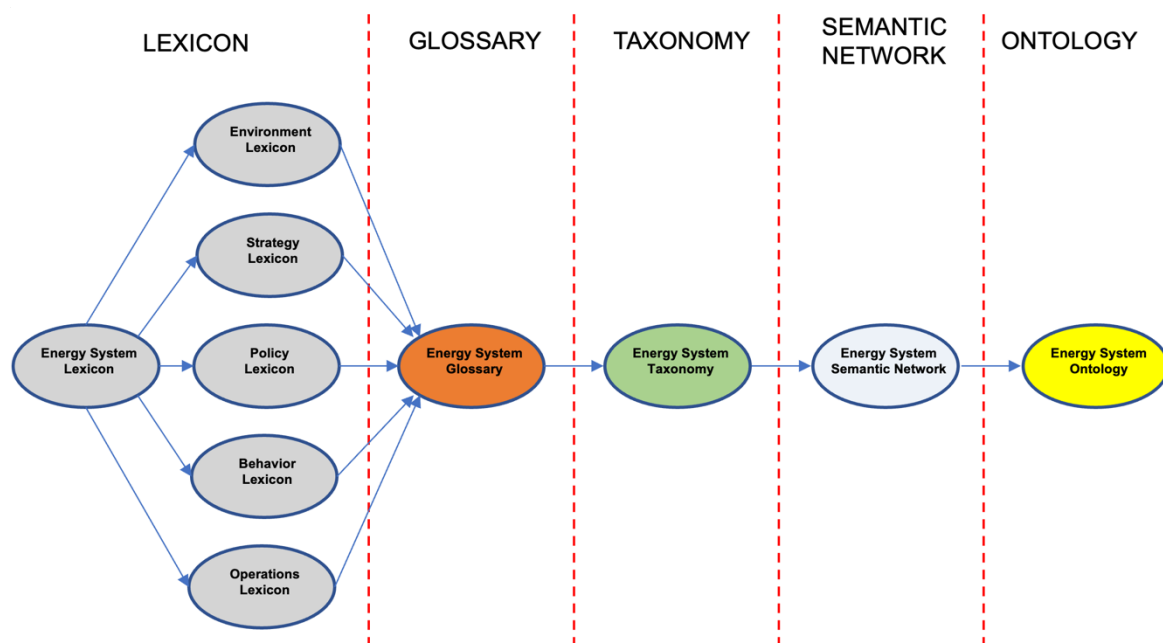 LEXICON
GLOSSARY
TAXONOMY
SEMANTIC
NETWORK
ONTOLOGY
Environment
Lexicon
Strategy
Lexicon
Energy System
Lexicon
Policy
Lexicon
Energy System
Glossary
Energy System
Taxonomy
Energy System
Semantic Network
Energy System
Ontology
Behavior
Lexicon
Operations
Lexicon